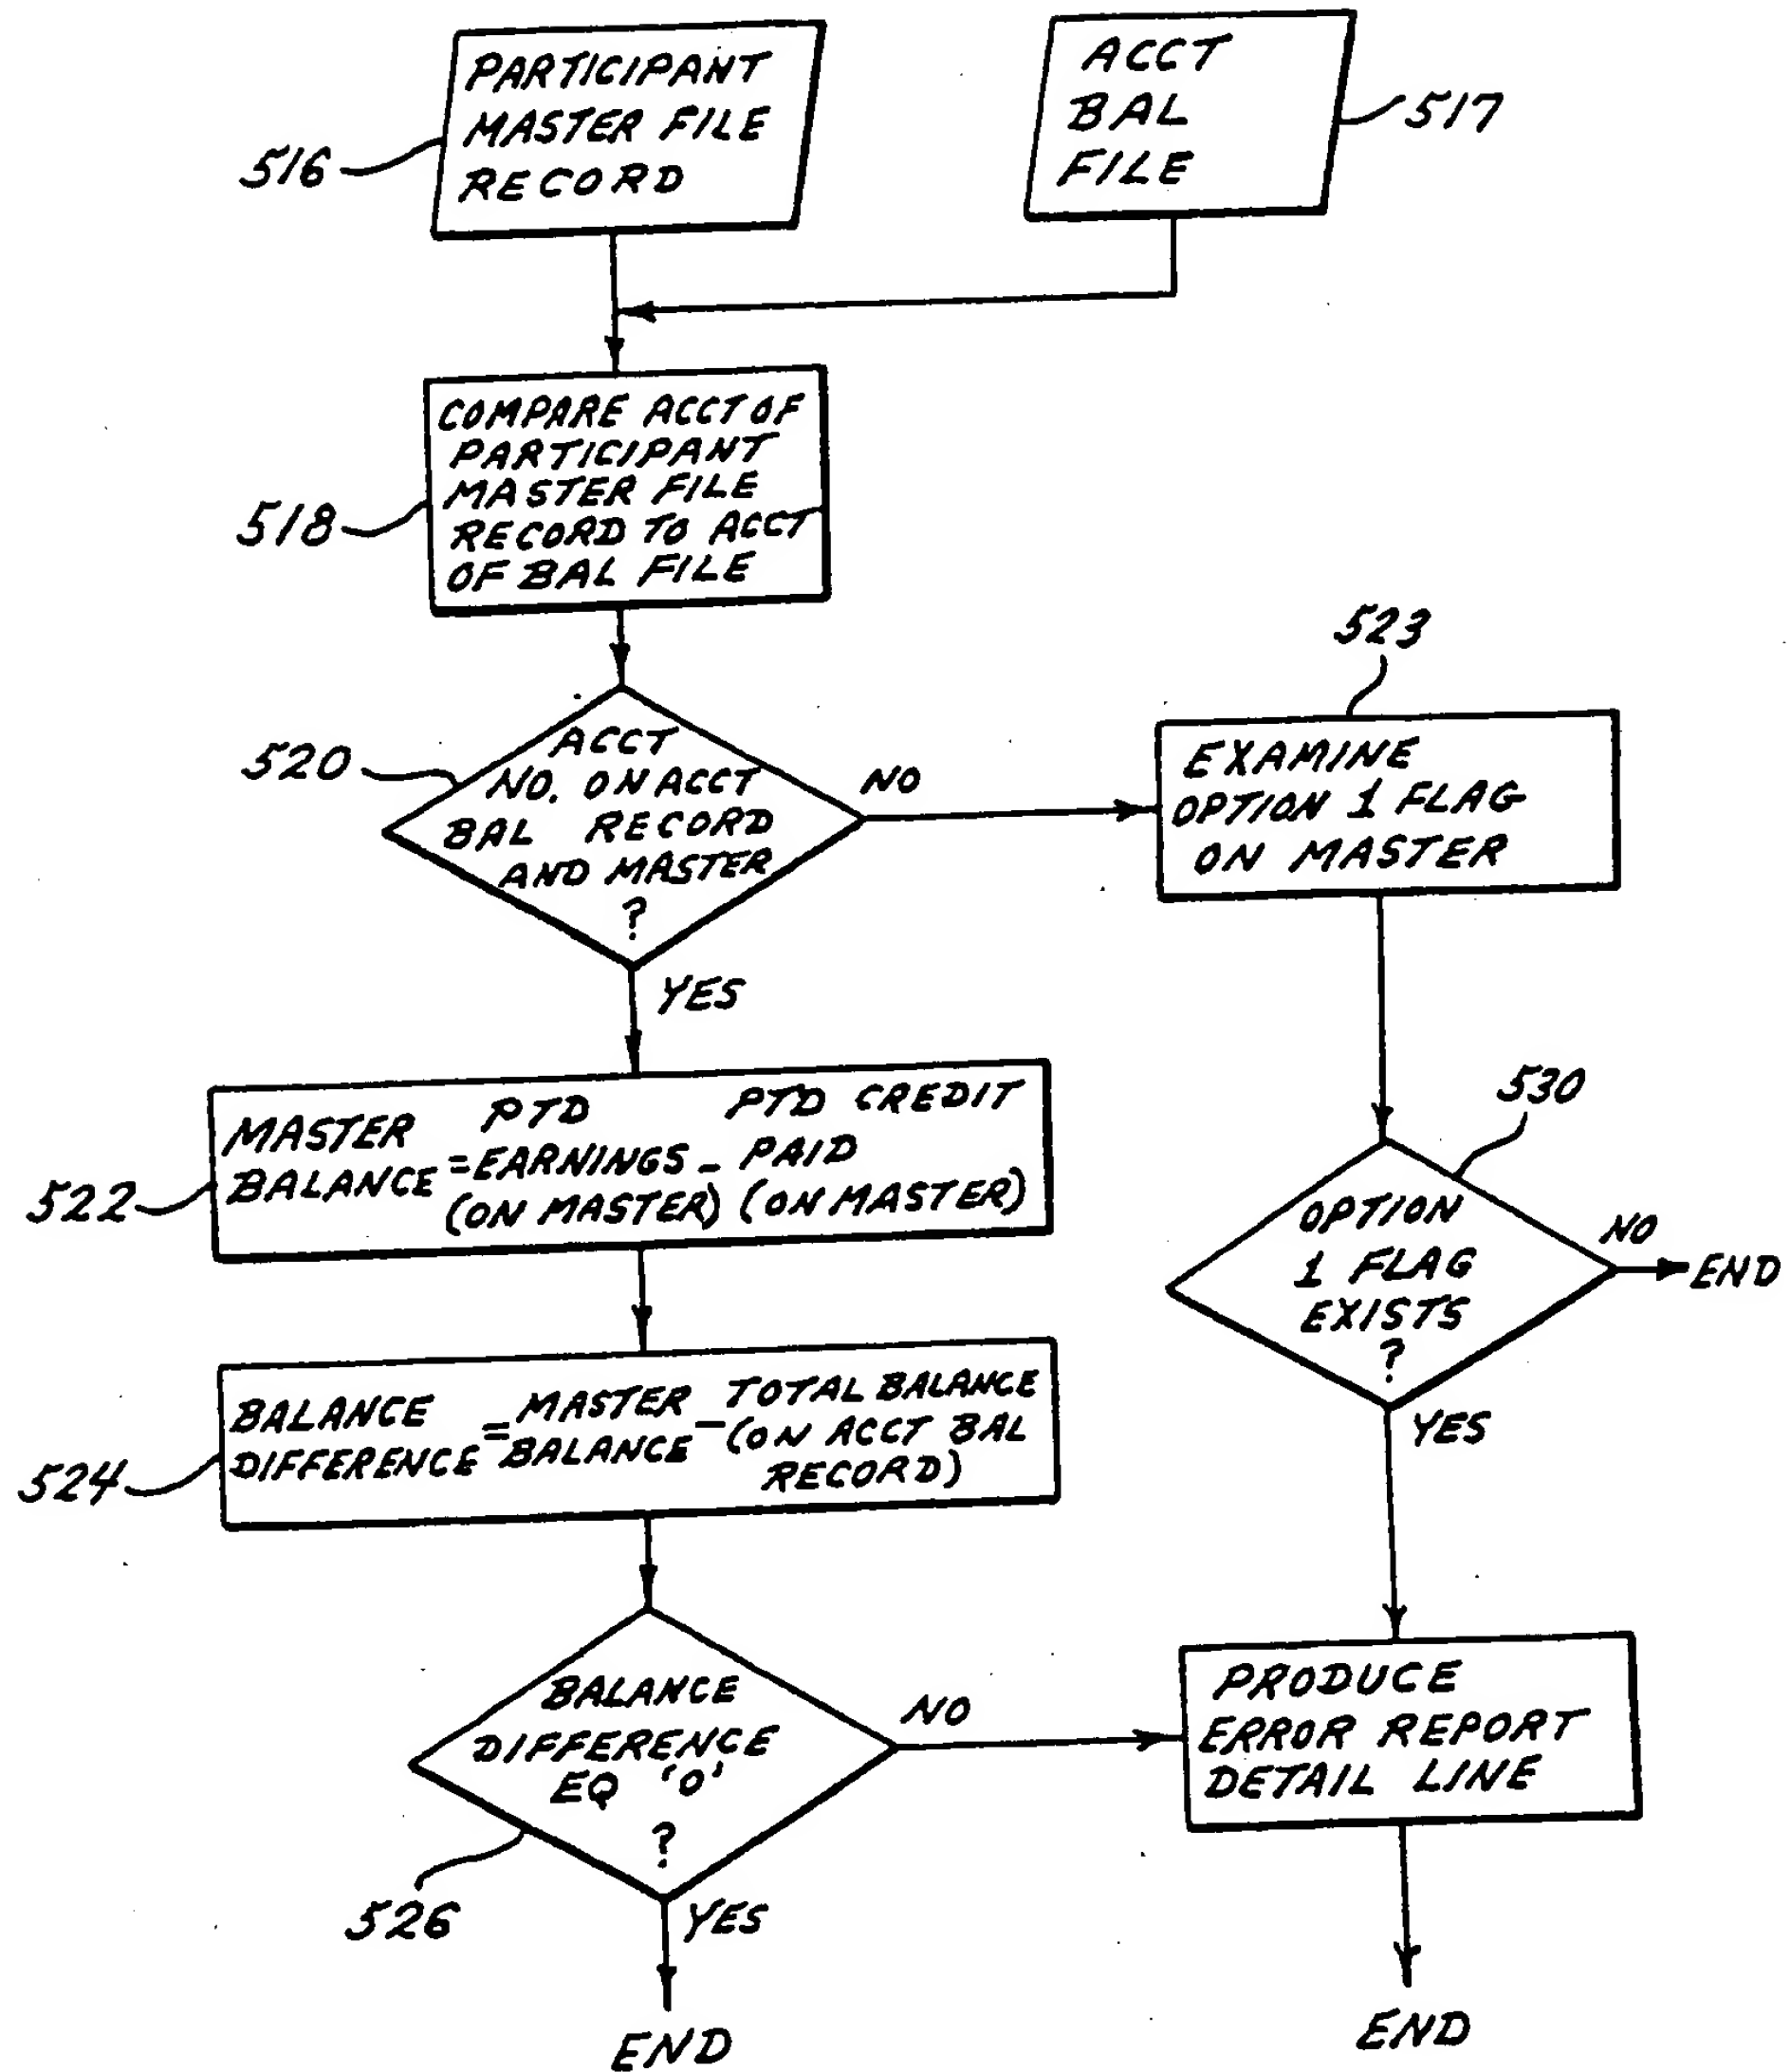 PARTICIPANT
MASTER FILE
RECORD
516
ACCT
BAL
FILE
517
COMPARE ACCT OF
PARTICIPANT
MASTER FILE
RECORD TO ACCT
OF BAL FILE
518
523
ACCT
NO. ON ACCT
BAL RECORD
AND MASTER
?
520
NO
YES
EXAMINE
OPTION 1 FLAG
ON MASTER
530
MASTER PTD PTD CREDIT
BALANCE = EARNINGS - PAID
(ON MASTER) (ON MASTER)
522
OPTION
1 FLAG
EXISTS
?
NO
END
YES
BALANCE = MASTER - TOTAL BALANCE
DIFFERENCE BALANCE (ON ACCT BAL
RECORD)
524
BALANCE
DIFFERENCE
EQ '0'
?
526
NO
YES
END
PRODUCE
ERROR REPORT
DETAIL LINE
END